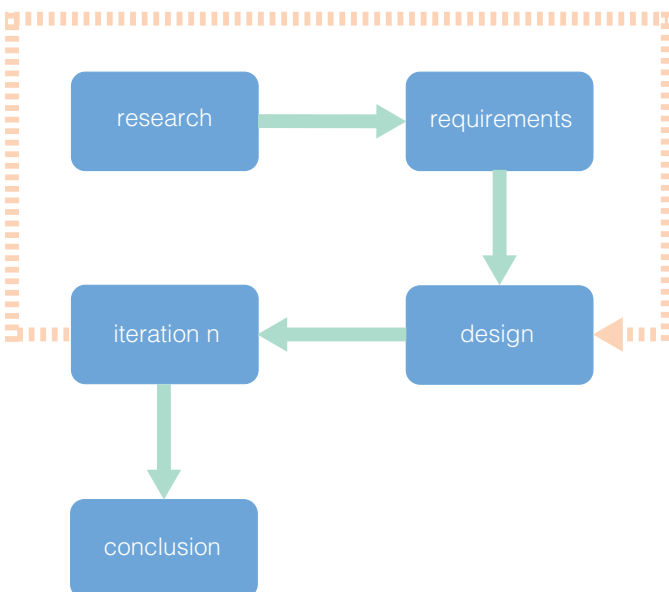 research
requirements
iteration n
design
conclusion